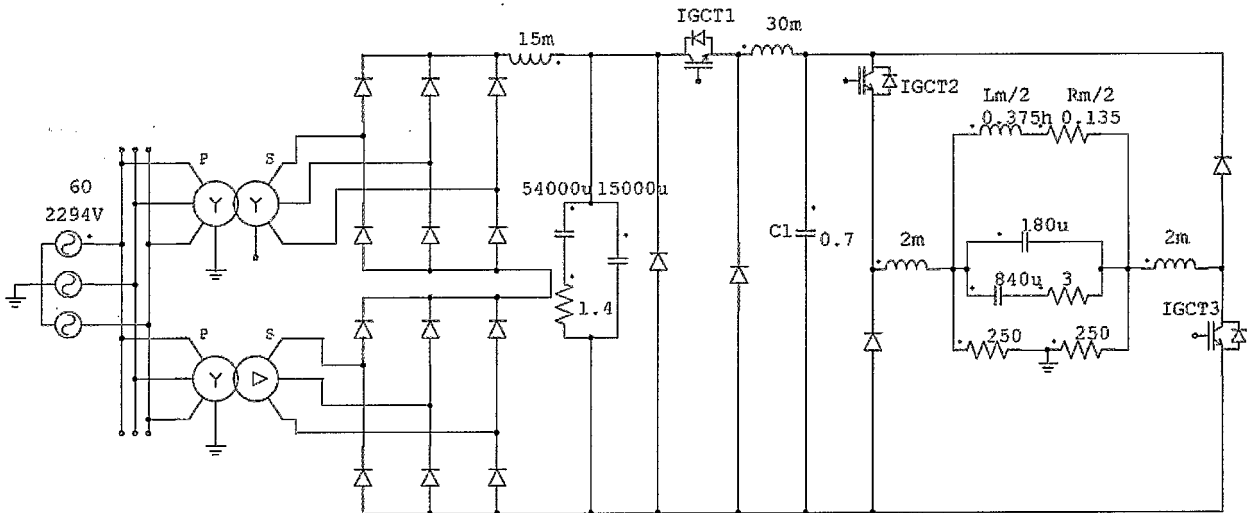 IGCT1
30m
15m
IGCT2
Lm/2 Rm/2
0.375h 0.135
P S
60
2294V
54000u 15000u
C1 0.7
2m
180u
2m
840u 3
1.4
IGCT3
P S
250 250